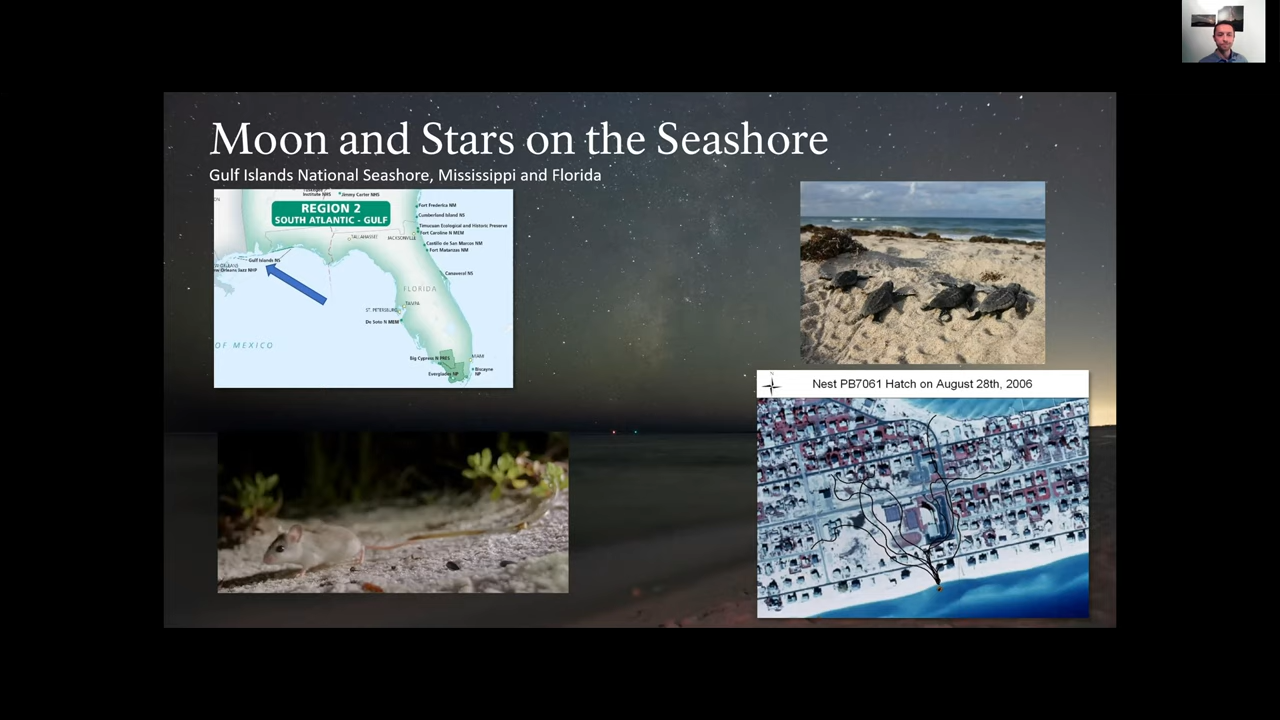 Moon and Stars on the Seashore
Gulf Islands National Seashore, Mississippi and Florida
Institute NHS
Jimmy Carter NHS
REGION 2
SOUTH ATLANTIC - GULF
Fort Frederica NM
Cumberland Island NS
Timucuan Ecological and Historic Preserve
Fort Caroline N MEM
TALLAHASSEE
JACKSONVILLE
Castillo de San Marcos NM
Fort Matanzas NM
Gulf Islands NS
New Orleans Jazz NHP
Canaveral NS
FLORIDA
TAMPA
ST. PETERSBURG
De Soto N MEM
OF MEXICO
Big Cypress N PRES
MIAMI
Everglades NP
Biscayne
NP
Nest PB7061 Hatch on August 28th, 2006